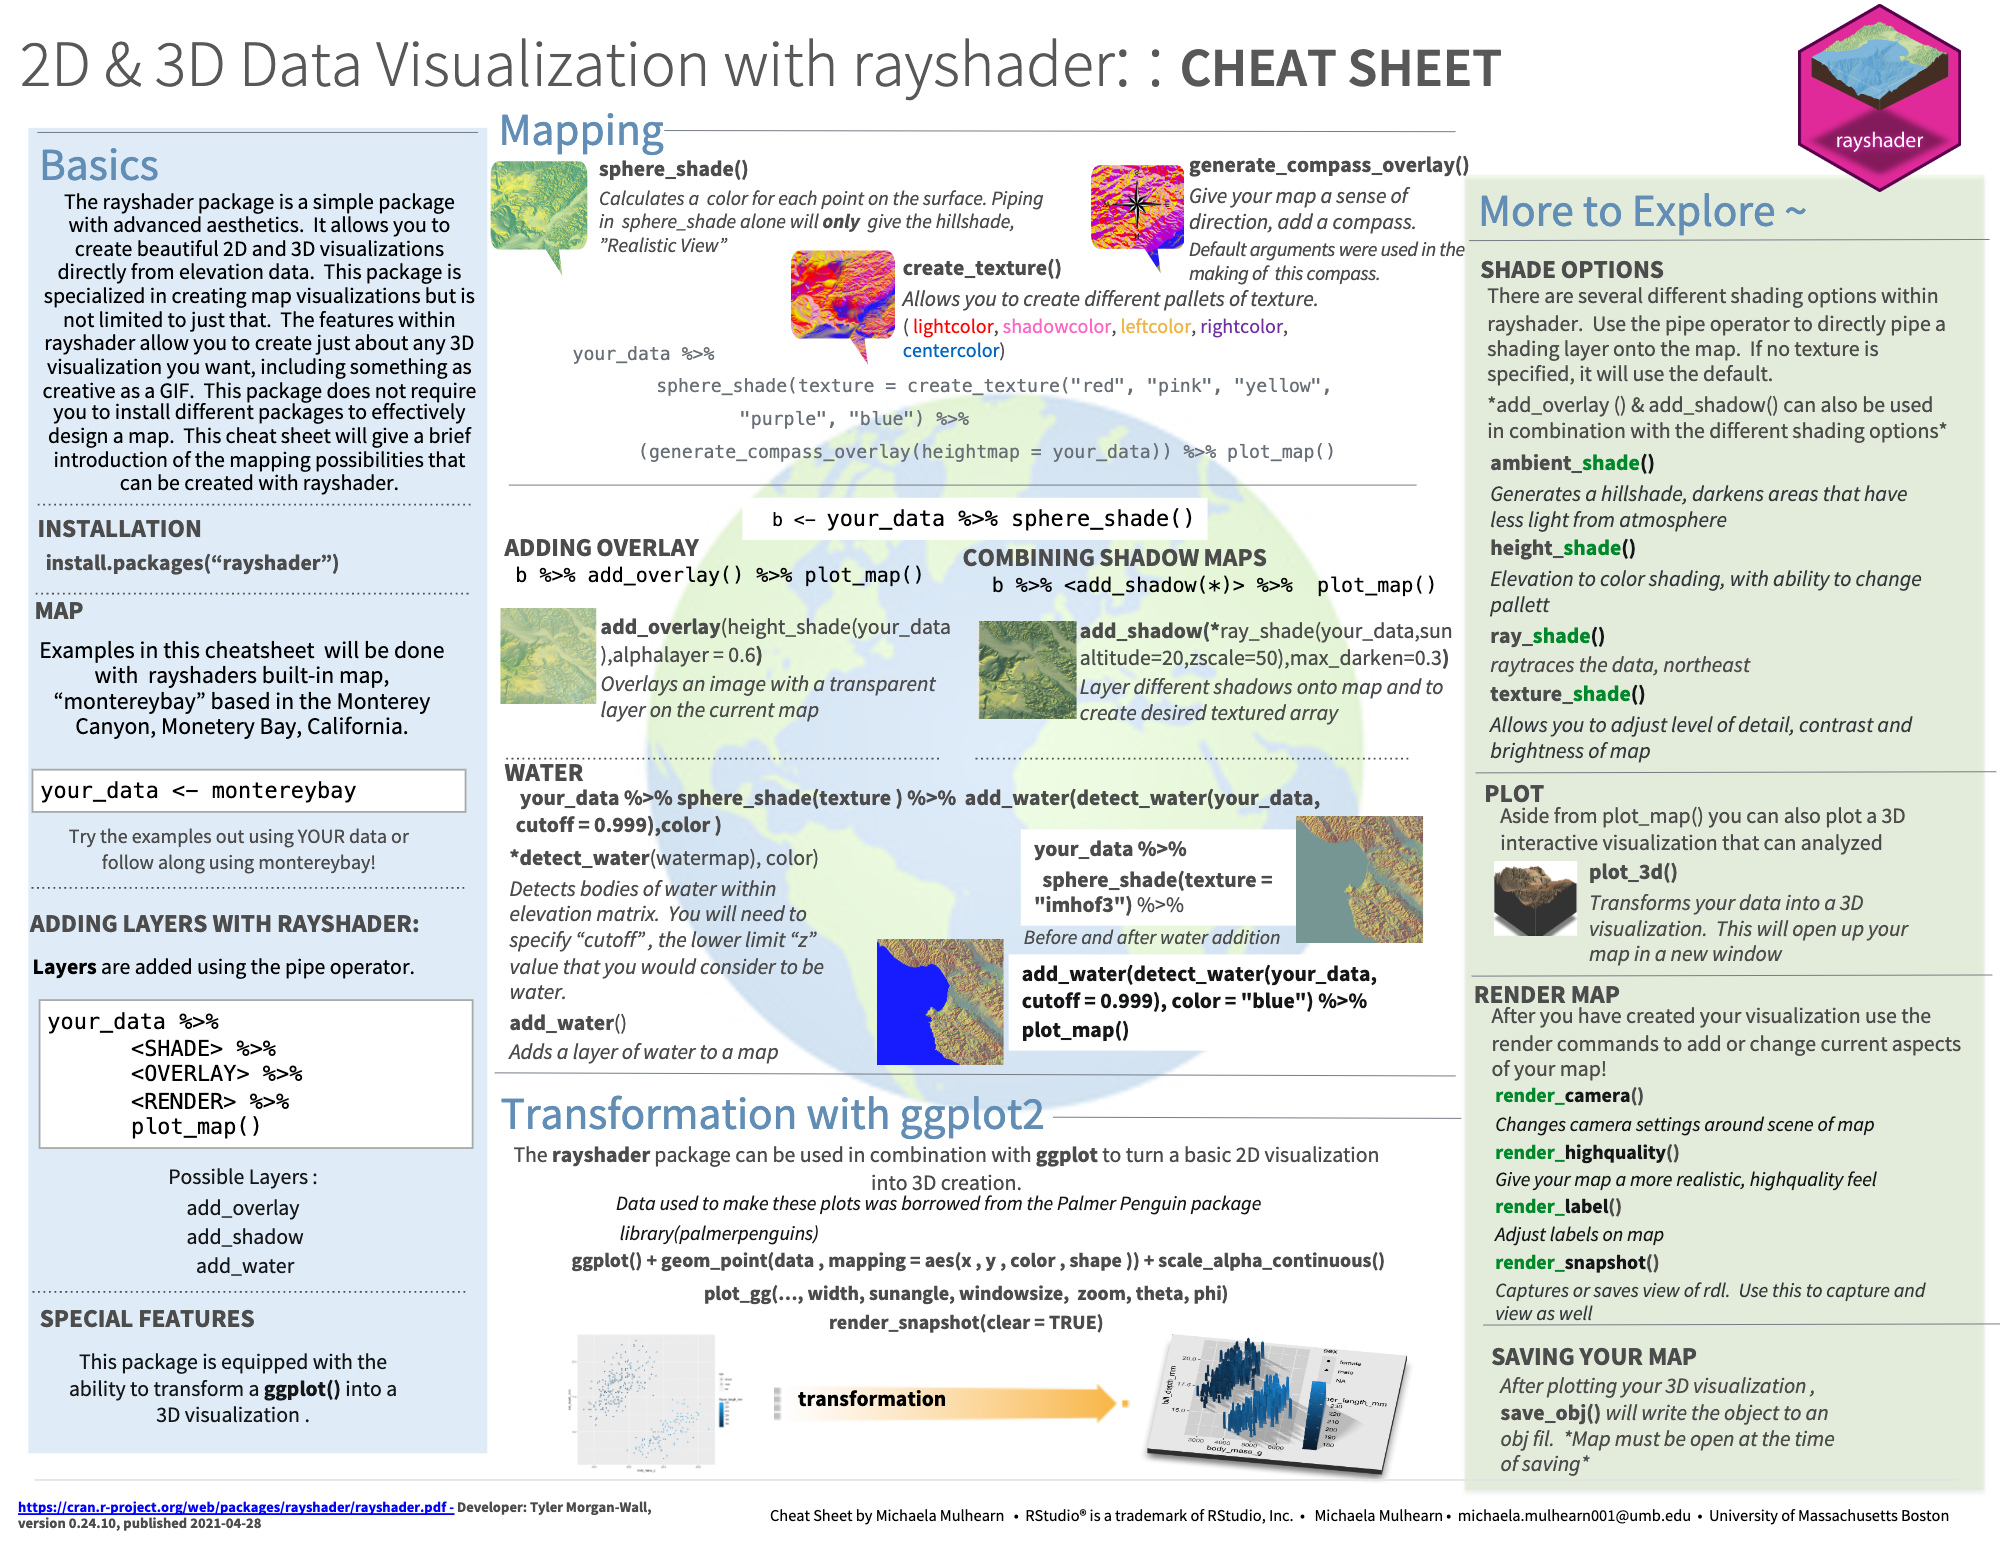 2D & 3D Data Visualization with rayshader: : CHEAT SHEET
rayshader
Basics
The rayshader package is a simple package
with advanced aesthetics. It allows you to
create beautiful 2D and 3D visualizations
directly from elevation data. This package is
specialized in creating map visualizations but is
not limited to just that. The features within
rayshader allow you to create just about any 3D
visualization you want, including something as
creative as a GIF. This package does not require
you to install different packages to effectively
design a map. This cheat sheet will give a brief
introduction of the mapping possibilities that
can be created with rayshader.
INSTALLATION
install.packages(“rayshader”)
MAP
Examples in this cheatsheet will be done
with rayshaders built-in map,
“montereybay” based in the Monterey
Canyon, Monetery Bay, California.
your_data <- montereybay
Try the examples out using YOUR data or
follow along using montereybay!
ADDING LAYERS WITH RAYSHADER:
Layers are added using the pipe operator.
your_data %>%
<SHADE> %>%
<OVERLAY> %>%
<RENDER> %>%
plot_map()
Possible Layers :
add_overlay
add_shadow
add_water
SPECIAL FEATURES
This package is equipped with the
ability to transform a ggplot() into a
3D visualization .
Mapping
sphere_shade()
Calculates a color for each point on the surface. Piping
in sphere_shade alone will only give the hillshade,
”Realistic View”
create_texture()
Allows you to create different pallets of texture.
( lightcolor, shadowcolor, leftcolor, rightcolor,
centercolor)
generate_compass_overlay()
Give your map a sense of
direction, add a compass.
Default arguments were used in the
making of this compass.
your_data %>%
sphere_shade(texture = create_texture("red", "pink", "yellow",
"purple", "blue") %>%
(generate_compass_overlay(heightmap = your_data)) %>% plot_map()
b <- your_data %>% sphere_shade()
ADDING OVERLAY
b %>% add_overlay() %>% plot_map()
add_overlay(height_shade(your_data
),alphalayer = 0.6)
Overlays an image with a transparent
layer on the current map
COMBINING SHADOW MAPS
b %>% <add_shadow(*)> %>% plot_map()
add_shadow(*ray_shade(your_data,sun
altitude=20,zscale=50),max_darken=0.3)
Layer different shadows onto map and to
create desired textured array
WATER
your_data %>% sphere_shade(texture ) %>% add_water(detect_water(your_data,
cutoff = 0.999),color )
*detect_water(watermap), color)
Detects bodies of water within
elevation matrix. You will need to
specify “cutoff” , the lower limit “z”
value that you would consider to be
water.
add_water()
Adds a layer of water to a map
your_data %>%
sphere_shade(texture =
"imhof3") %>%
Before and after water addition
add_water(detect_water(your_data,
cutoff = 0.999), color = "blue") %>%
plot_map()
Transformation with ggplot2
The rayshader package can be used in combination with ggplot to turn a basic 2D visualization
into 3D creation.
Data used to make these plots was borrowed from the Palmer Penguin package
library(palmerpenguins)
ggplot() + geom_point(data , mapping = aes(x , y , color , shape )) + scale_alpha_continuous()
plot_gg(…, width, sunangle, windowsize, zoom, theta, phi)
render_snapshot(clear = TRUE)
transformation
sex
female
male
NA
body_mass_g
More to Explore ~
SHADE OPTIONS
There are several different shading options within
rayshader. Use the pipe operator to directly pipe a
shading layer onto the map. If no texture is
specified, it will use the default.
*add_overlay () & add_shadow() can also be used
in combination with the different shading options*
ambient_shade()
Generates a hillshade, darkens areas that have
less light from atmosphere
height_shade()
Elevation to color shading, with ability to change
pallett
ray_shade()
raytraces the data, northeast
texture_shade()
Allows you to adjust level of detail, contrast and
brightness of map
PLOT
Aside from plot_map() you can also plot a 3D
interactive visualization that can analyzed
plot_3d()
Transforms your data into a 3D
visualization. This will open up your
map in a new window
RENDER MAP
After you have created your visualization use the
render commands to add or change current aspects
of your map!
render_camera()
Changes camera settings around scene of map
render_highquality()
Give your map a more realistic, highquality feel
render_label()
Adjust labels on map
render_snapshot()
Captures or saves view of rdl. Use this to capture and
view as well
SAVING YOUR MAP
After plotting your 3D visualization ,
save_obj() will write the object to an
obj fil. *Map must be open at the time
of saving*
https://cran.r-project.org/web/packages/rayshader/rayshader.pdf - Developer: Tyler Morgan-Wall,
version 0.24.10, published 2021-04-28
Cheat Sheet by Michaela Mulhearn • RStudio® is a trademark of RStudio, Inc. • Michaela Mulhearn • michaela.mulhearn001@umb.edu • University of Massachusetts Boston